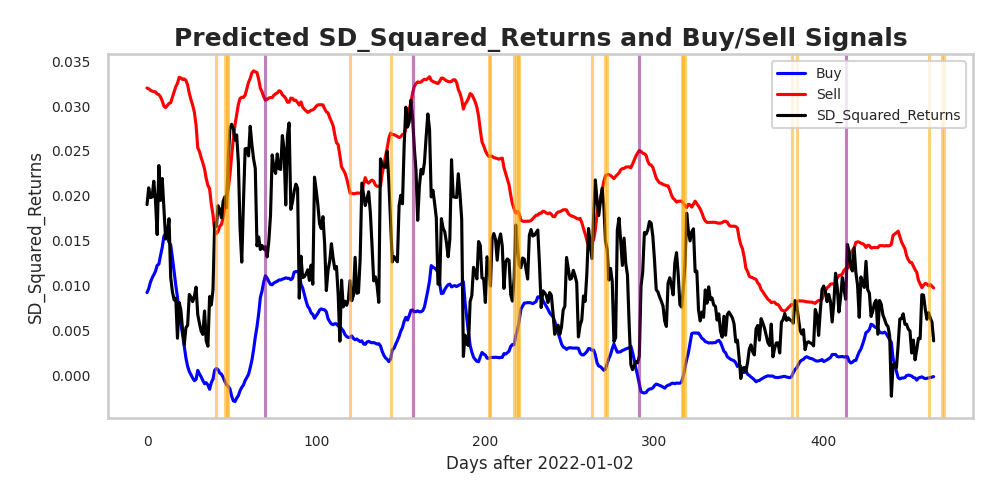 Predicted SD_Squared_Returns and Buy/Sell Signals
Buy
Sell
SD_Squared_Returns
SD_Squared_Returns
0.035
0.030
0.025
0.020
0.015
0.010
0.005
0.000
0
100
200
300
400
Days after 2022-01-02